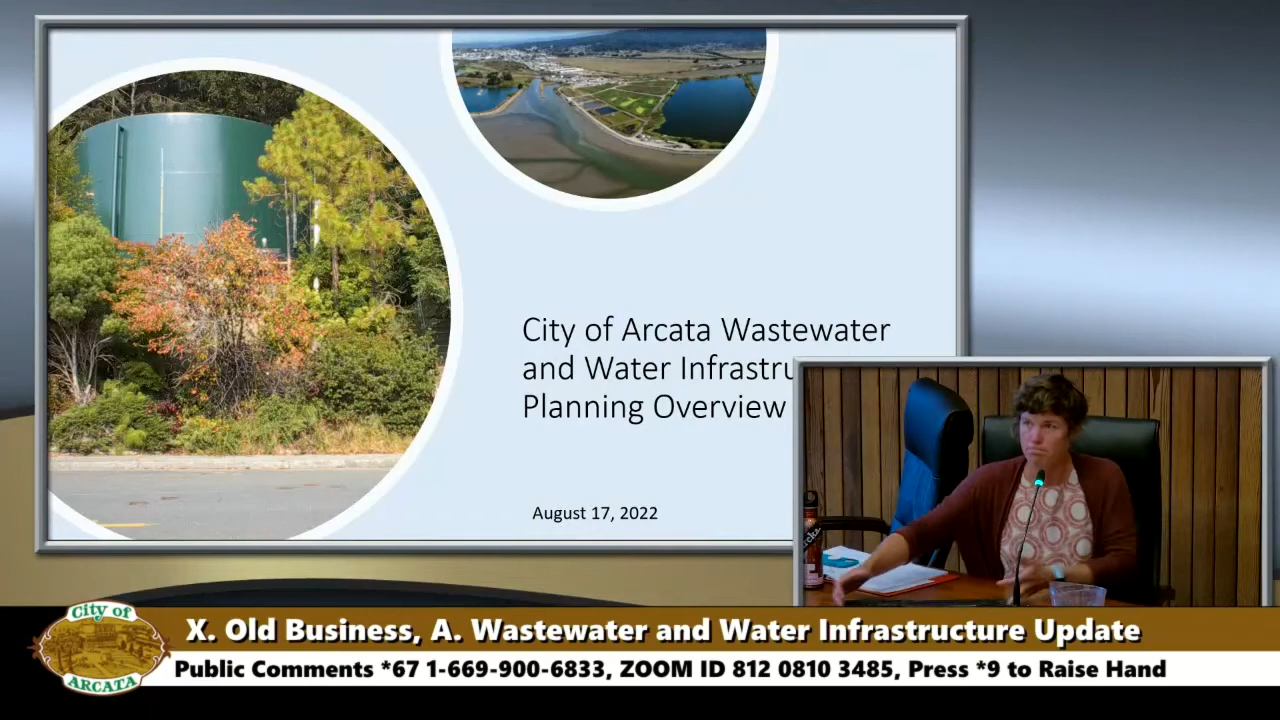 City of Arcata Wastewater
and Water Infrastru
Planning Overview
August 17, 2022
City of
ARCATA
X. Old Business, A. Wastewater and Water Infrastructure Update
Public Comments *67 1-669-900-6833, ZOOM ID 812 0810 3485, Press *9 to Raise Hand